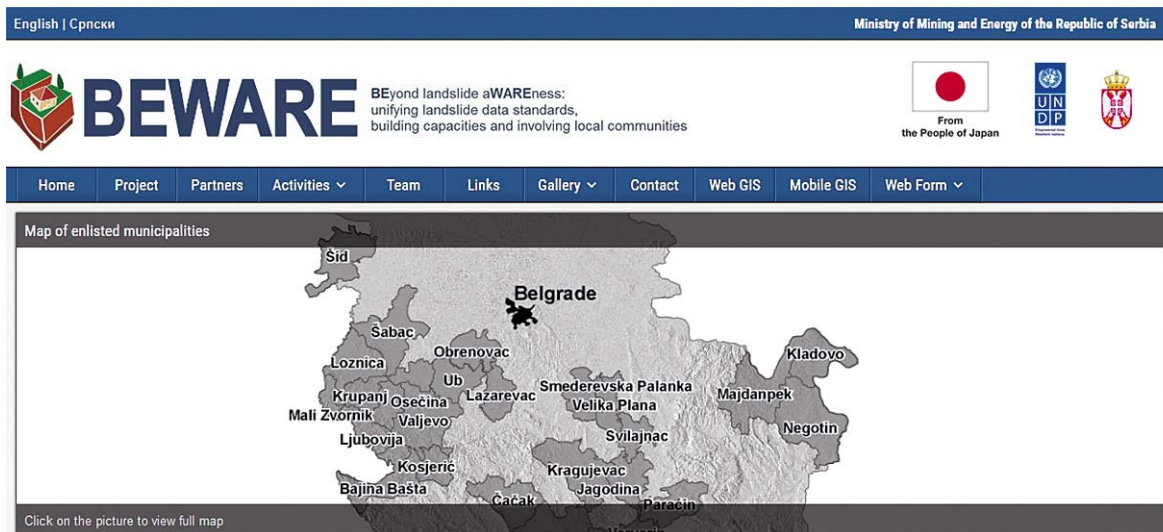 English | Српски
Ministry of Mining and Energy of the Republic of Serbia
BEWARE
BEyond landslide aWAREness:
unifying landslide data standards,
building capacities and involving local communities
From
the People of Japan
U N
D P
Home Project Partners Activities Team Links Gallery Contact Web GIS Mobile GIS Web Form
Map of enlisted municipalities
Šid
Belgrade
Šabac
Obrenovac
Loznica
Kladovo
Ub
Smederevska Palanka
Krupanj Osečina Lazarevac
Majdanpek
Mali Zvornik
Velika Plana
Valjevo
Negotin
Ljubovija
Svilajnac
Kosjerić
Kragujevac
Bajina Bašta
Jagodina
Čačak
Paraćin
Click on the picture to view full map